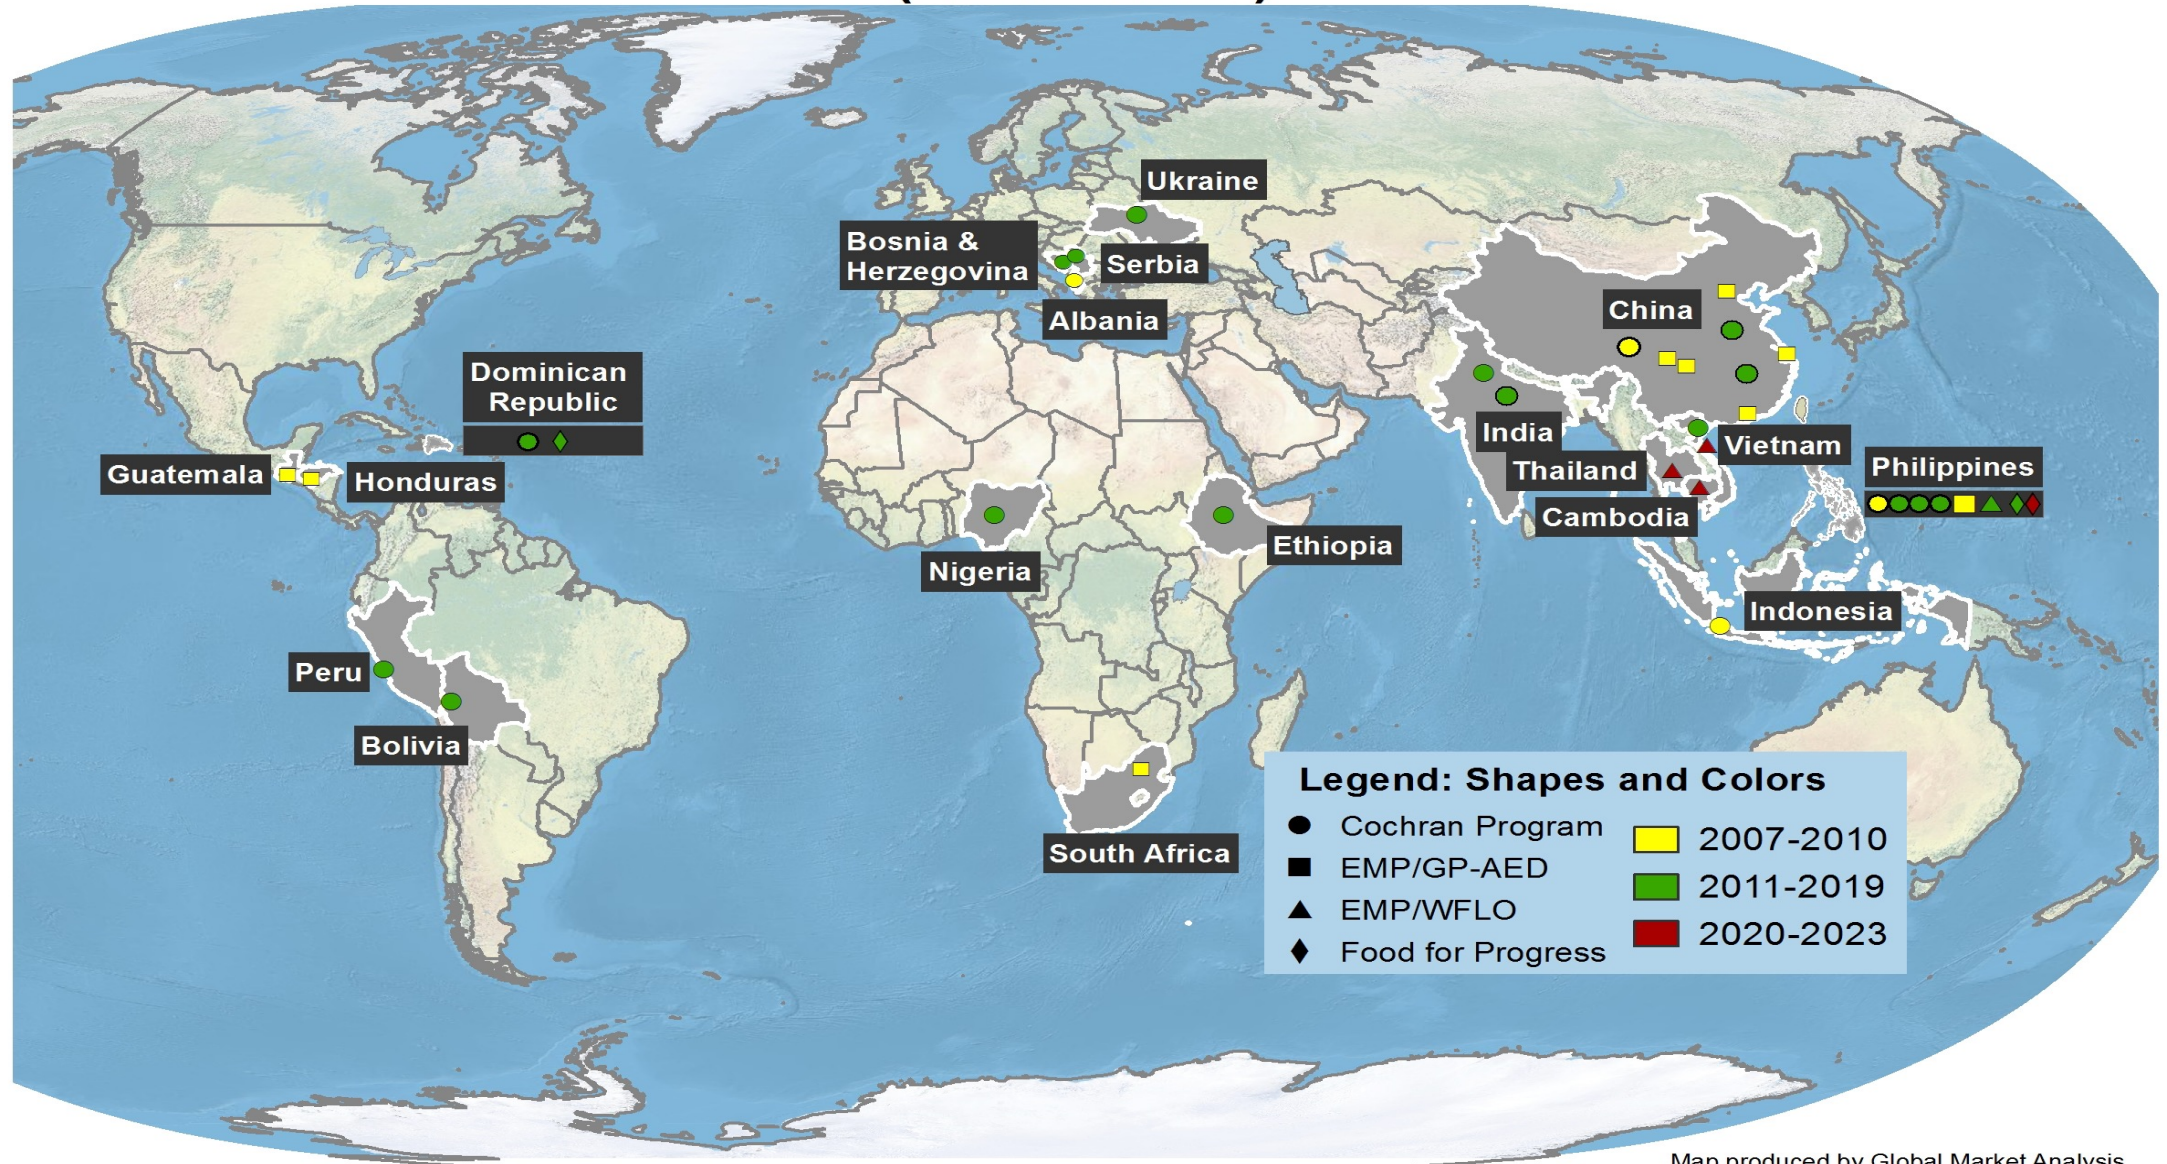 Ukraine
Bosnia &
Herzegovina
Serbia
Albania
China
Dominican
Republic
Guatemala
Honduras
India
Vietnam
Thailand
Philippines
Cambodia
Nigeria
Ethiopia
Indonesia
Peru
Bolivia
South Africa
Legend: Shapes and Colors
Cochran Program
EMP/GP-AED
EMP/WFLO
Food for Progress
2007-2010
2011-2019
2020-2023
Map produced by Global Market Analysis